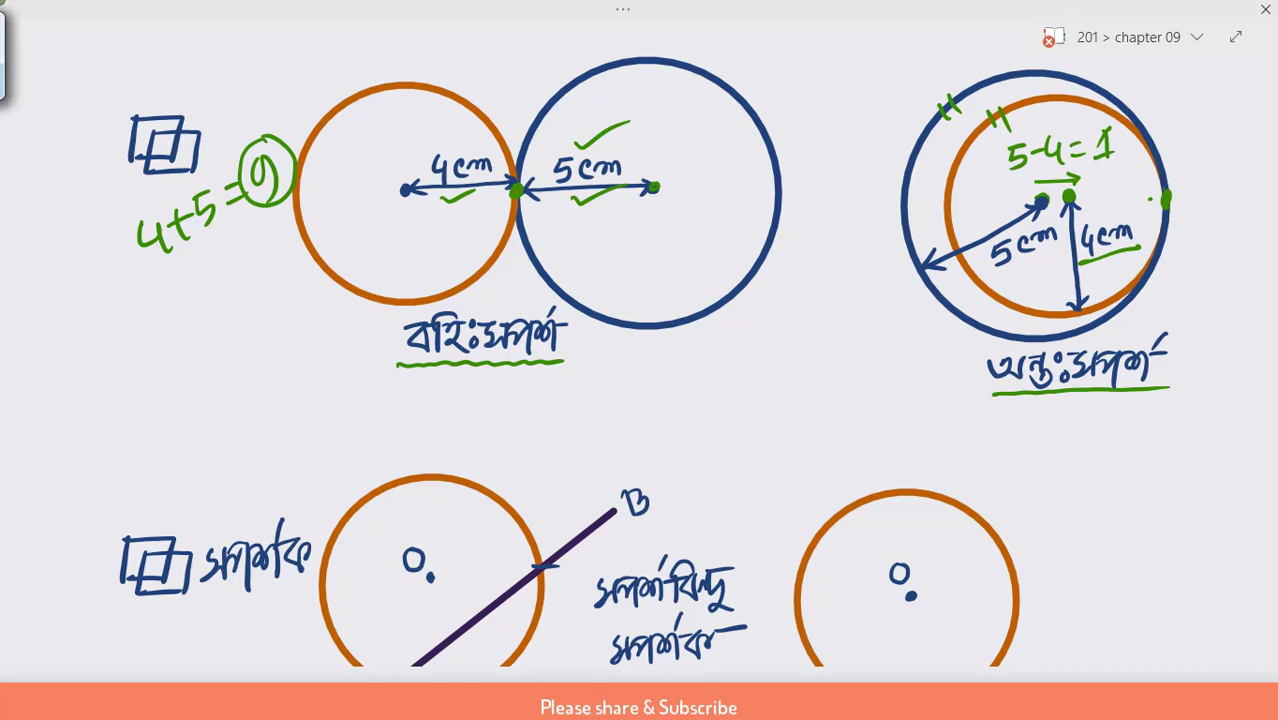 201 > chapter 09
4+5=9
4cm
5cm
বহিঃস্পর্শ
5-4=1
5cm
4cm
অন্তঃস্পর্শ
স্পর্শক
O
B
স্পর্শবিন্দু
স্পর্শক
O
Please share & Subscribe